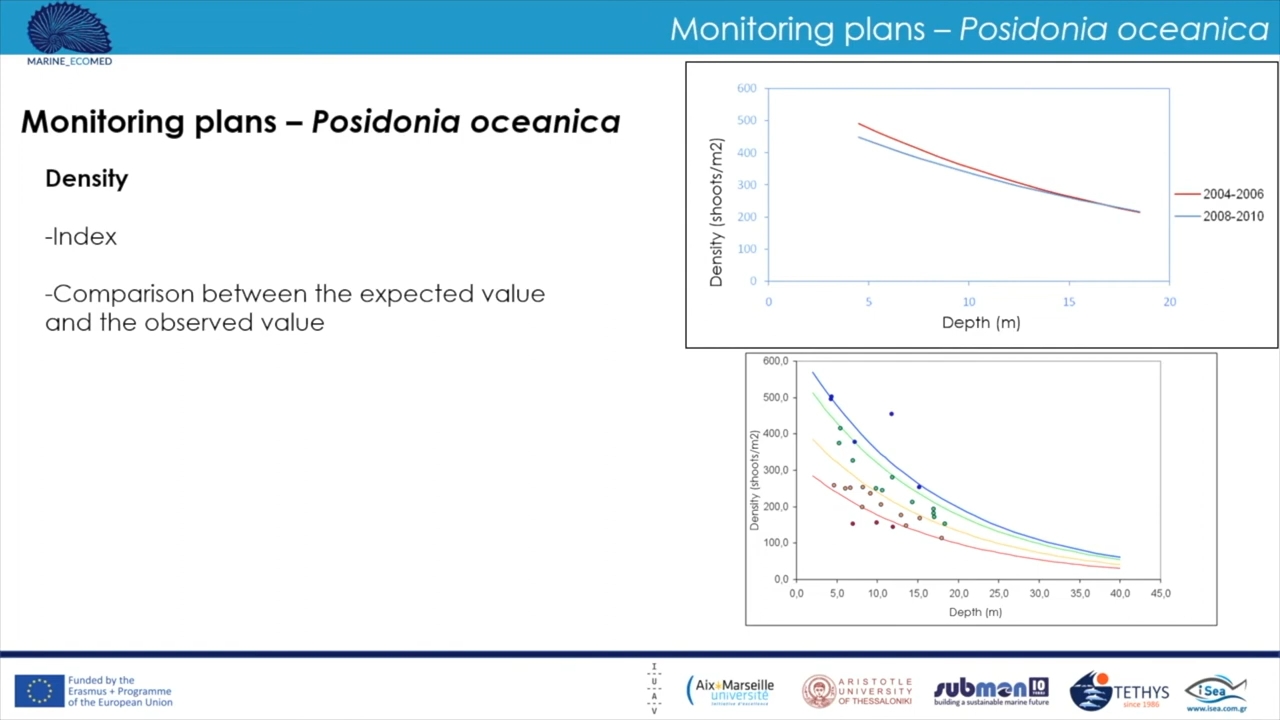 Monitoring plans – Posidonia oceanica
MARINE_ECOMED
Monitoring plans – Posidonia oceanica
Density
-Index
-Comparison between the expected value
and the observed value
600
500
400
300
200
100
0
0 5 10 15 20
Density (shoots/m2)
Depth (m)
2004-2006
2008-2010
600,0
500,0
400,0
300,0
200,0
100,0
0,0
0,0 5,0 10,0 15,0 20,0 25,0 30,0 35,0 40,0 45,0
Density (shoots/m2)
Depth (m)
Funded by the
Erasmus + Programme
of the European Union
I
U
A
V
Aix*Marseille
université
Initiative d'excellence
ARISTOTLE
UNIVERSITY
OF THESSALONIKI
submon 10
building a sustainable marine future
TETHYS
since 1986
iSea
www.isea.com.gr